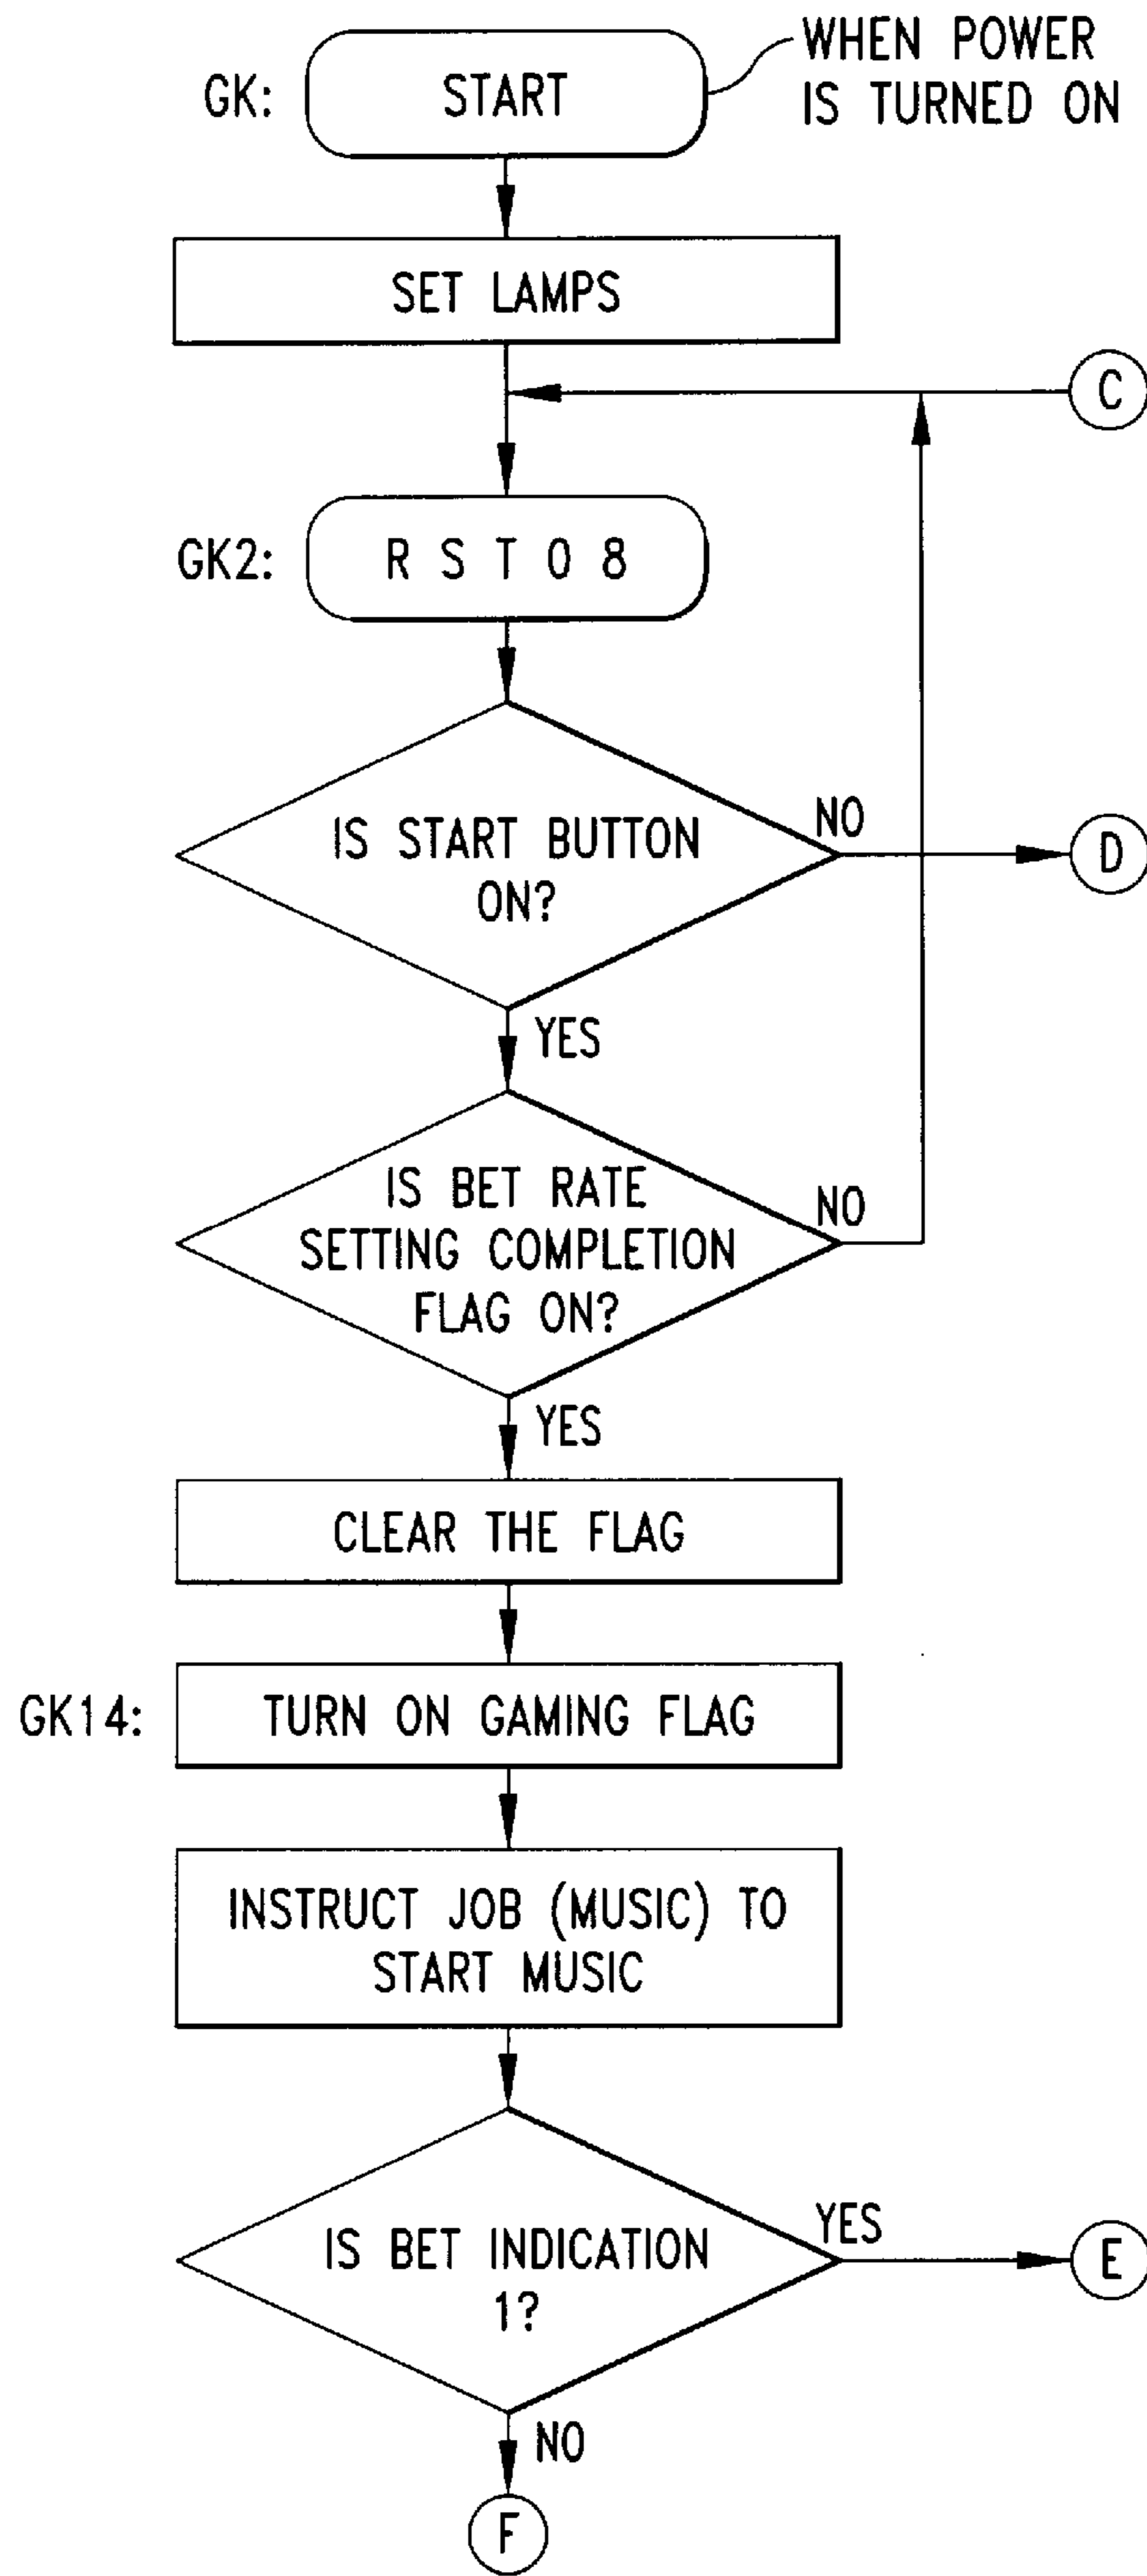 WHEN POWER
IS TURNED ON
GK: START
SET LAMPS
C
GK2: R S T 0 8
IS START BUTTON
ON?
NO
D
YES
IS BET RATE
SETTING COMPLETION
FLAG ON?
NO
YES
CLEAR THE FLAG
GK14: TURN ON GAMING FLAG
INSTRUCT JOB (MUSIC) TO
START MUSIC
IS BET INDICATION
1?
YES
E
NO
F